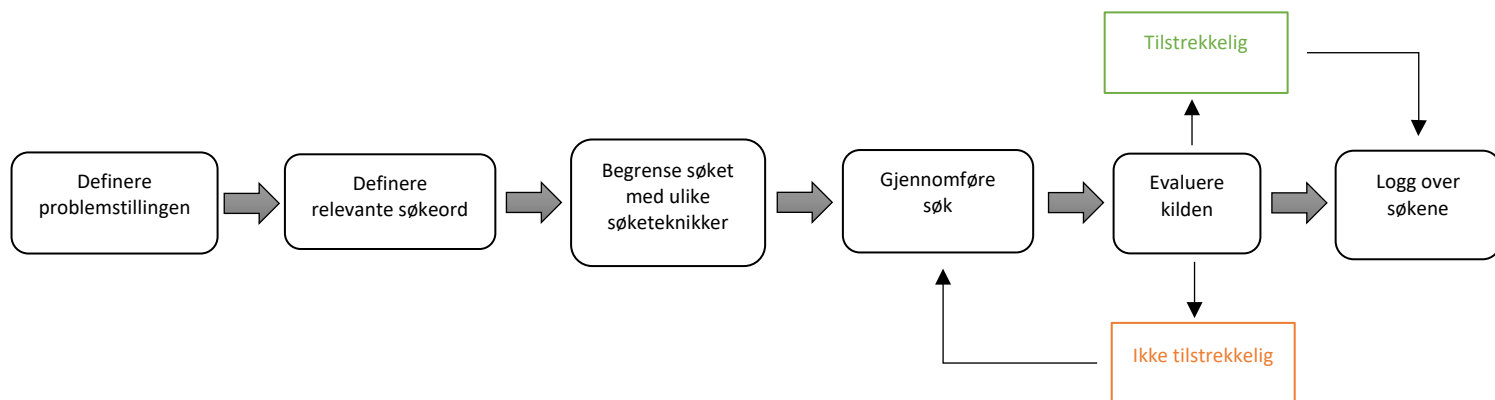 Tilstrekkelig
Definere
problemstillingen
Definere
relevante søkeord
Begrense søket
med ulike
søketeknikker
Gjennomføre
søk
Evaluere
kilden
Logg over
søkene
Ikke tilstrekkelig